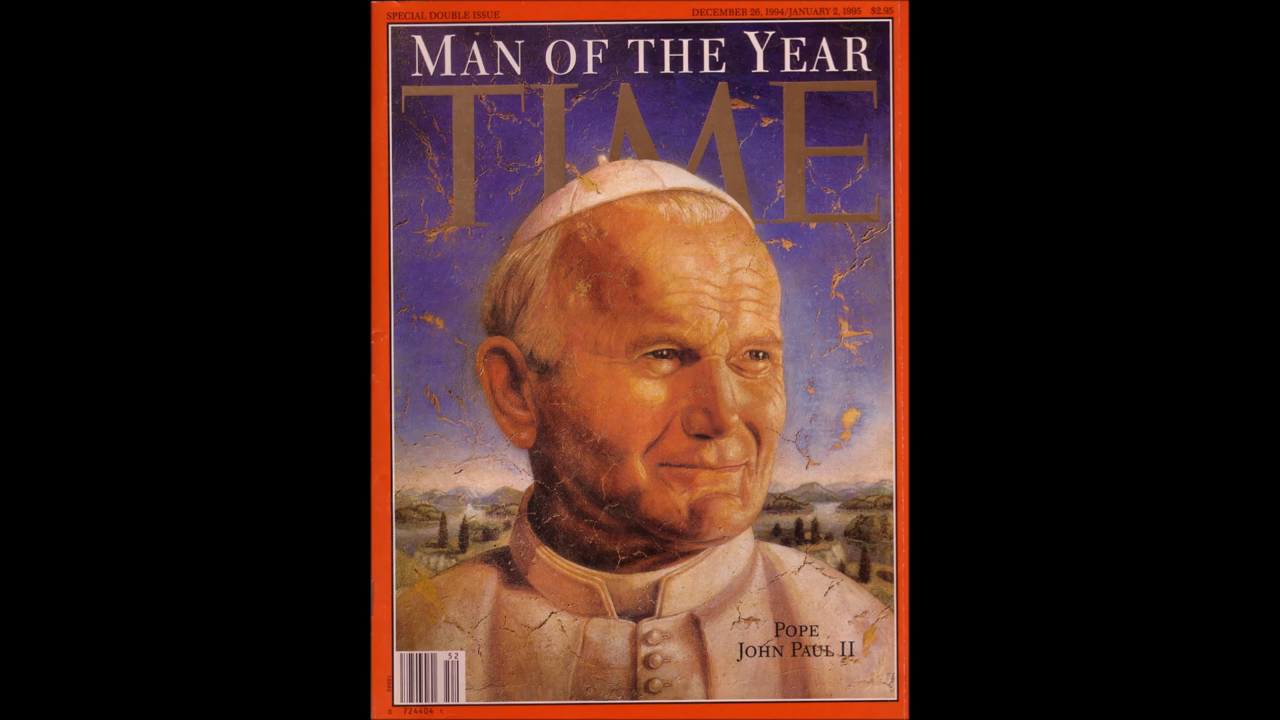 SPECIAL DOUBLE ISSUE
DECEMBER 26, 1994/JANUARY 2, 1995 $2.95
MAN OF THE YEAR
TIME
POPE
JOHN PAUL II
52
724404